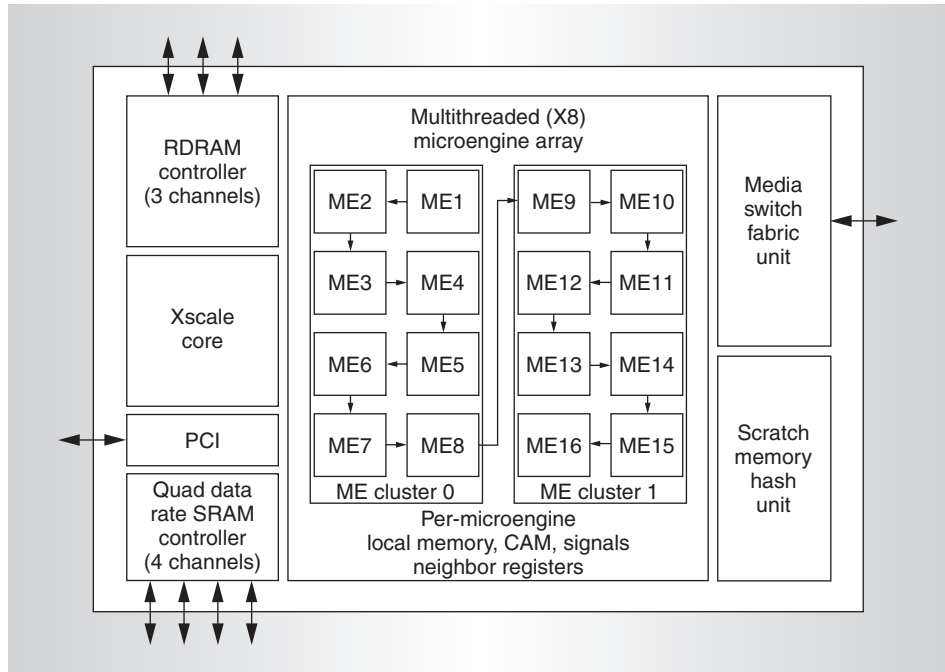 RDRAM
controller
(3 channels)
Xscale
core
PCI
Quad data
rate SRAM
controller
(4 channels)
Multithreaded (X8)
microengine array
ME2 ME1
ME3 ME4
ME6 ME5
ME7 ME8
ME cluster 0
ME9 ME10
ME12 ME11
ME13 ME14
ME16 ME15
ME cluster 1
Per-microengine
local memory, CAM, signals
neighbor registers
Media
switch
fabric
unit
Scratch
memory
hash
unit